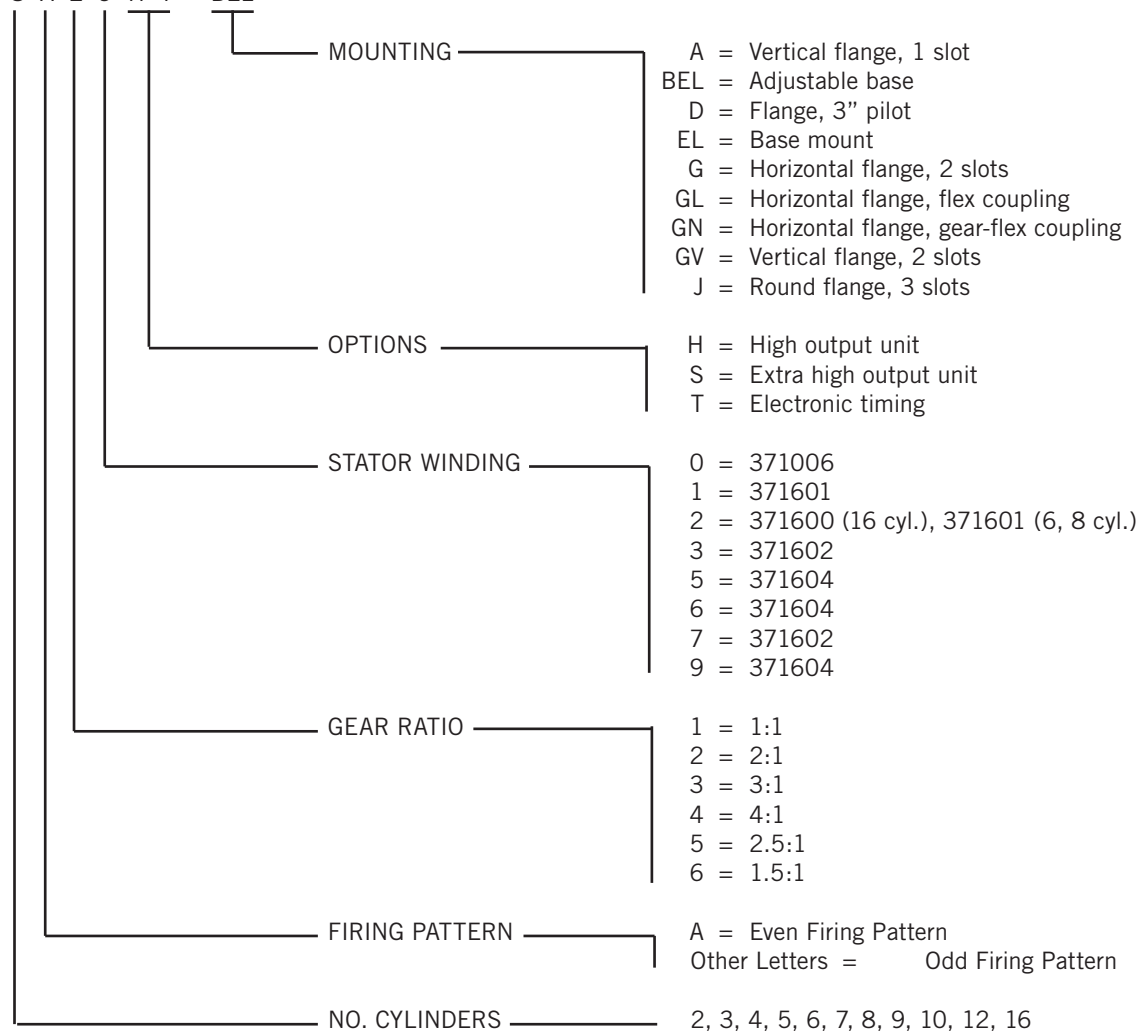 MOUNTING A = Vertical flange, 1 slot
BEL = Adjustable base
D = Flange, 3” pilot
EL = Base mount
G = Horizontal flange, 2 slots
GL = Horizontal flange, flex coupling
GN = Horizontal flange, gear-flex coupling
GV = Vertical flange, 2 slots
J = Round flange, 3 slots
OPTIONS H = High output unit
S = Extra high output unit
T = Electronic timing
STATOR WINDING 0 = 371006
1 = 371601
2 = 371600 (16 cyl.), 371601 (6, 8 cyl.)
3 = 371602
5 = 371604
6 = 371604
7 = 371602
9 = 371604
GEAR RATIO 1 = 1:1
2 = 2:1
3 = 3:1
4 = 4:1
5 = 2.5:1
6 = 1.5:1
FIRING PATTERN A = Even Firing Pattern
Other Letters = Odd Firing Pattern
NO. CYLINDERS 2, 3, 4, 5, 6, 7, 8, 9, 10, 12, 16